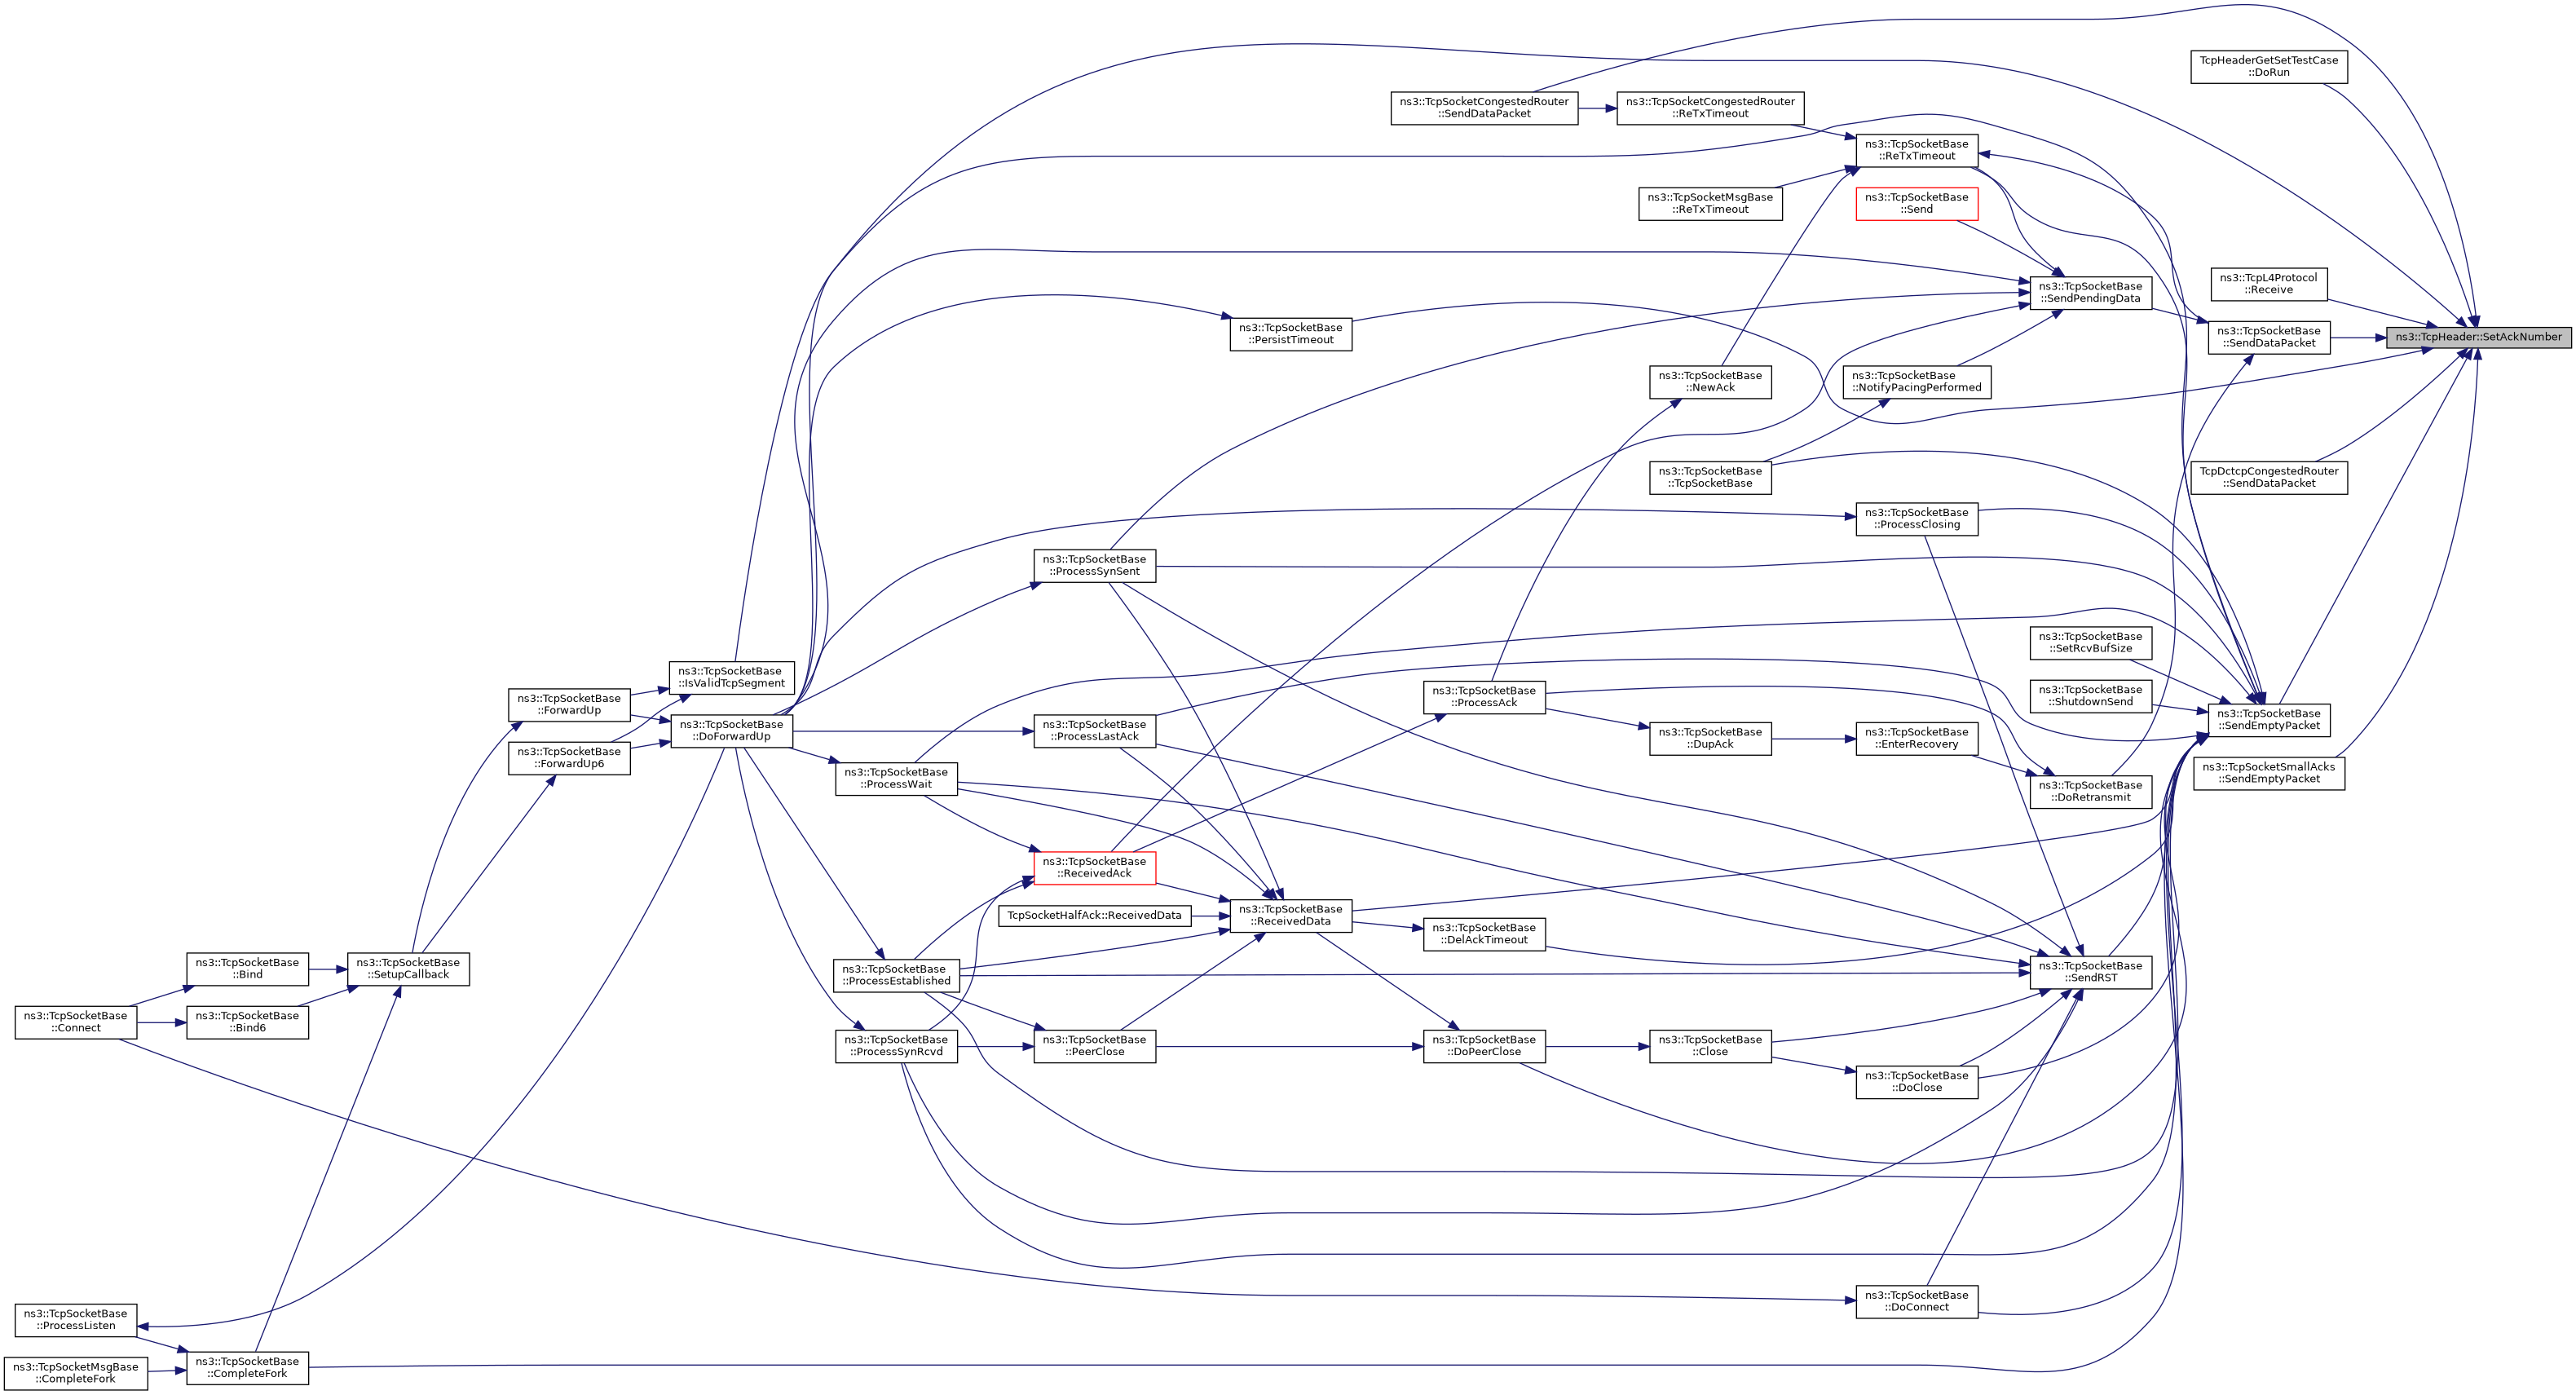 TcpHeaderGetSetTestCase
::DoRun
ns3::TcpSocketCongestedRouter
::SendDataPacket
ns3::TcpSocketCongestedRouter
::ReTxTimeout
ns3::TcpSocketBase
::ReTxTimeout
ns3::TcpSocketMsgBase
::ReTxTimeout
ns3::TcpSocketBase
::Send
ns3::TcpL4Protocol
::Receive
ns3::TcpSocketBase
::SendPendingData
ns3::TcpSocketBase
::PersistTimeout
ns3::TcpSocketBase
::SendDataPacket
ns3::TcpHeader::SetAckNumber
ns3::TcpSocketBase
::NewAck
ns3::TcpSocketBase
::NotifyPacingPerformed
ns3::TcpSocketBase
::TcpSocketBase
TcpDctcpCongestedRouter
::SendDataPacket
ns3::TcpSocketBase
::ProcessClosing
ns3::TcpSocketBase
::ProcessSynSent
ns3::TcpSocketBase
::SetRcvBufSize
ns3::TcpSocketBase
::IsValidTcpSegment
ns3::TcpSocketBase
::ForwardUp
ns3::TcpSocketBase
::ProcessAck
ns3::TcpSocketBase
::ShutdownSend
ns3::TcpSocketBase
::SendEmptyPacket
ns3::TcpSocketBase
::DoForwardUp
ns3::TcpSocketBase
::ProcessLastAck
ns3::TcpSocketBase
::DupAck
ns3::TcpSocketBase
::EnterRecovery
ns3::TcpSocketBase
::ForwardUp6
ns3::TcpSocketBase
::ProcessWait
ns3::TcpSocketBase
::DoRetransmit
ns3::TcpSocketSmallAcks
::SendEmptyPacket
ns3::TcpSocketBase
::ReceivedAck
TcpSocketHalfAck::ReceivedData
ns3::TcpSocketBase
::ReceivedData
ns3::TcpSocketBase
::DelAckTimeout
ns3::TcpSocketBase
::Bind
ns3::TcpSocketBase
::SetupCallback
ns3::TcpSocketBase
::ProcessEstablished
ns3::TcpSocketBase
::SendRST
ns3::TcpSocketBase
::Connect
ns3::TcpSocketBase
::Bind6
ns3::TcpSocketBase
::ProcessSynRcvd
ns3::TcpSocketBase
::PeerClose
ns3::TcpSocketBase
::DoPeerClose
ns3::TcpSocketBase
::Close
ns3::TcpSocketBase
::DoClose
ns3::TcpSocketBase
::DoConnect
ns3::TcpSocketBase
::ProcessListen
ns3::TcpSocketBase
::CompleteFork
ns3::TcpSocketMsgBase
::CompleteFork